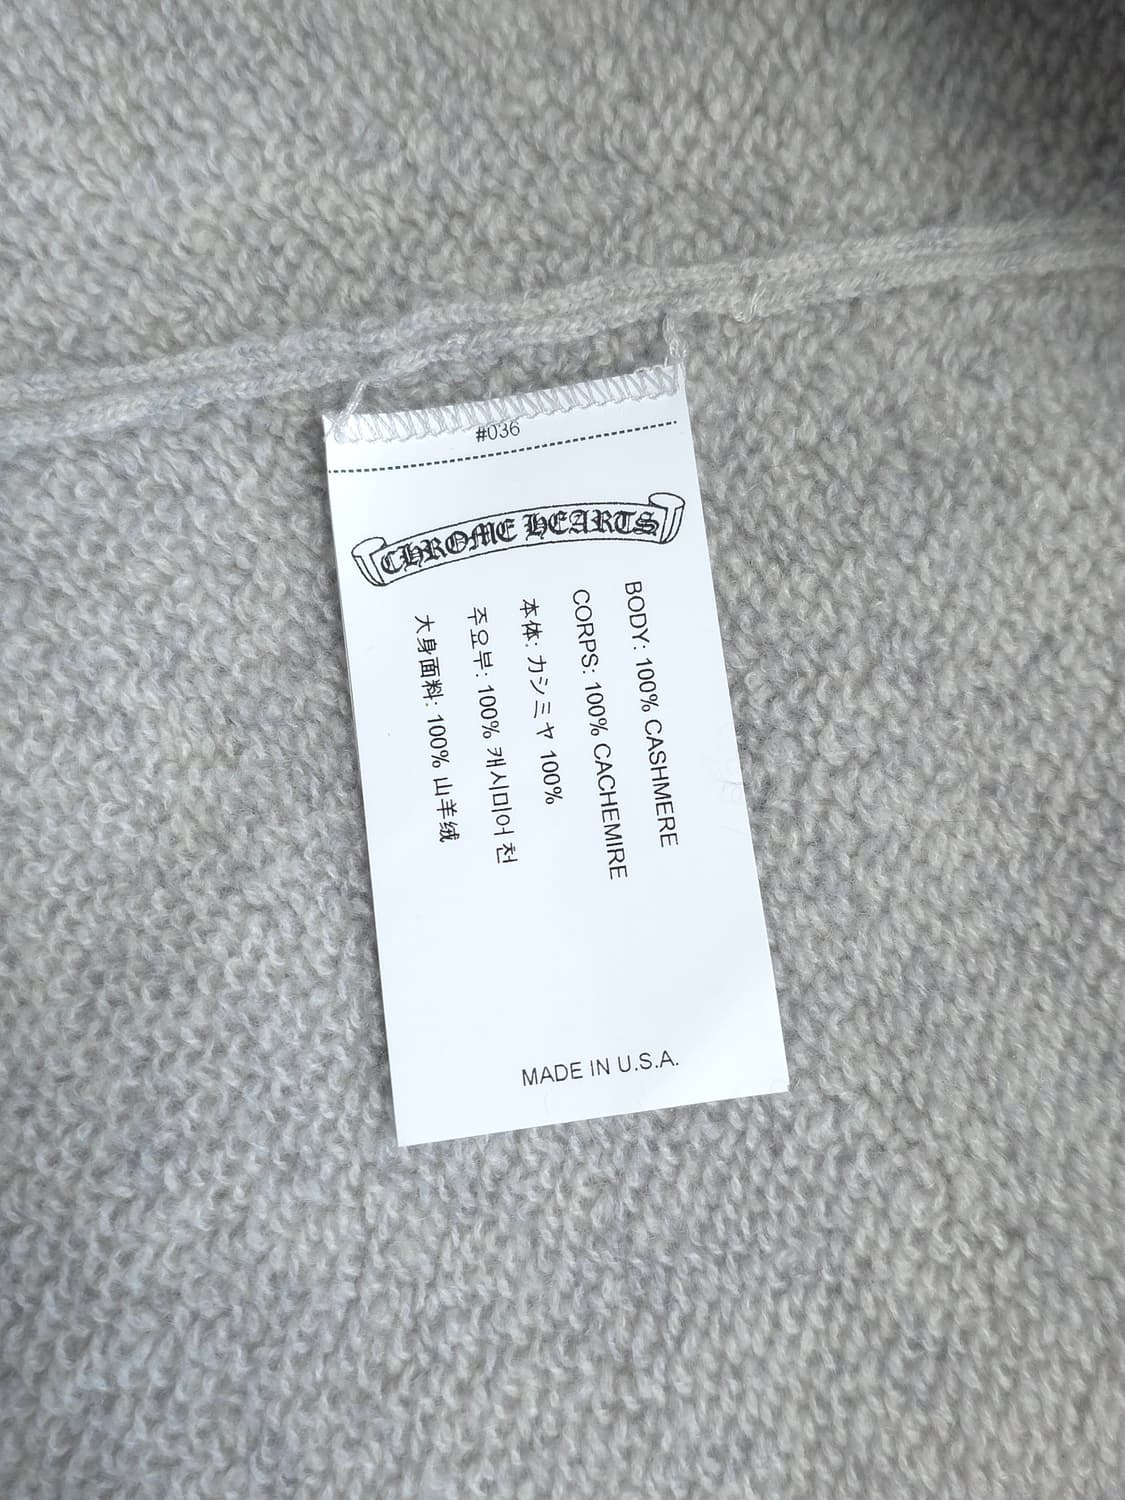 #036
CHROME HEARTS
BODY: 100% CASHMERE
CORPS: 100% CACHEMIRE
本体: カシミヤ 100%
주요부: 100% 캐시미어 천
大身面料: 100% 山羊绒
MADE IN U.S.A.